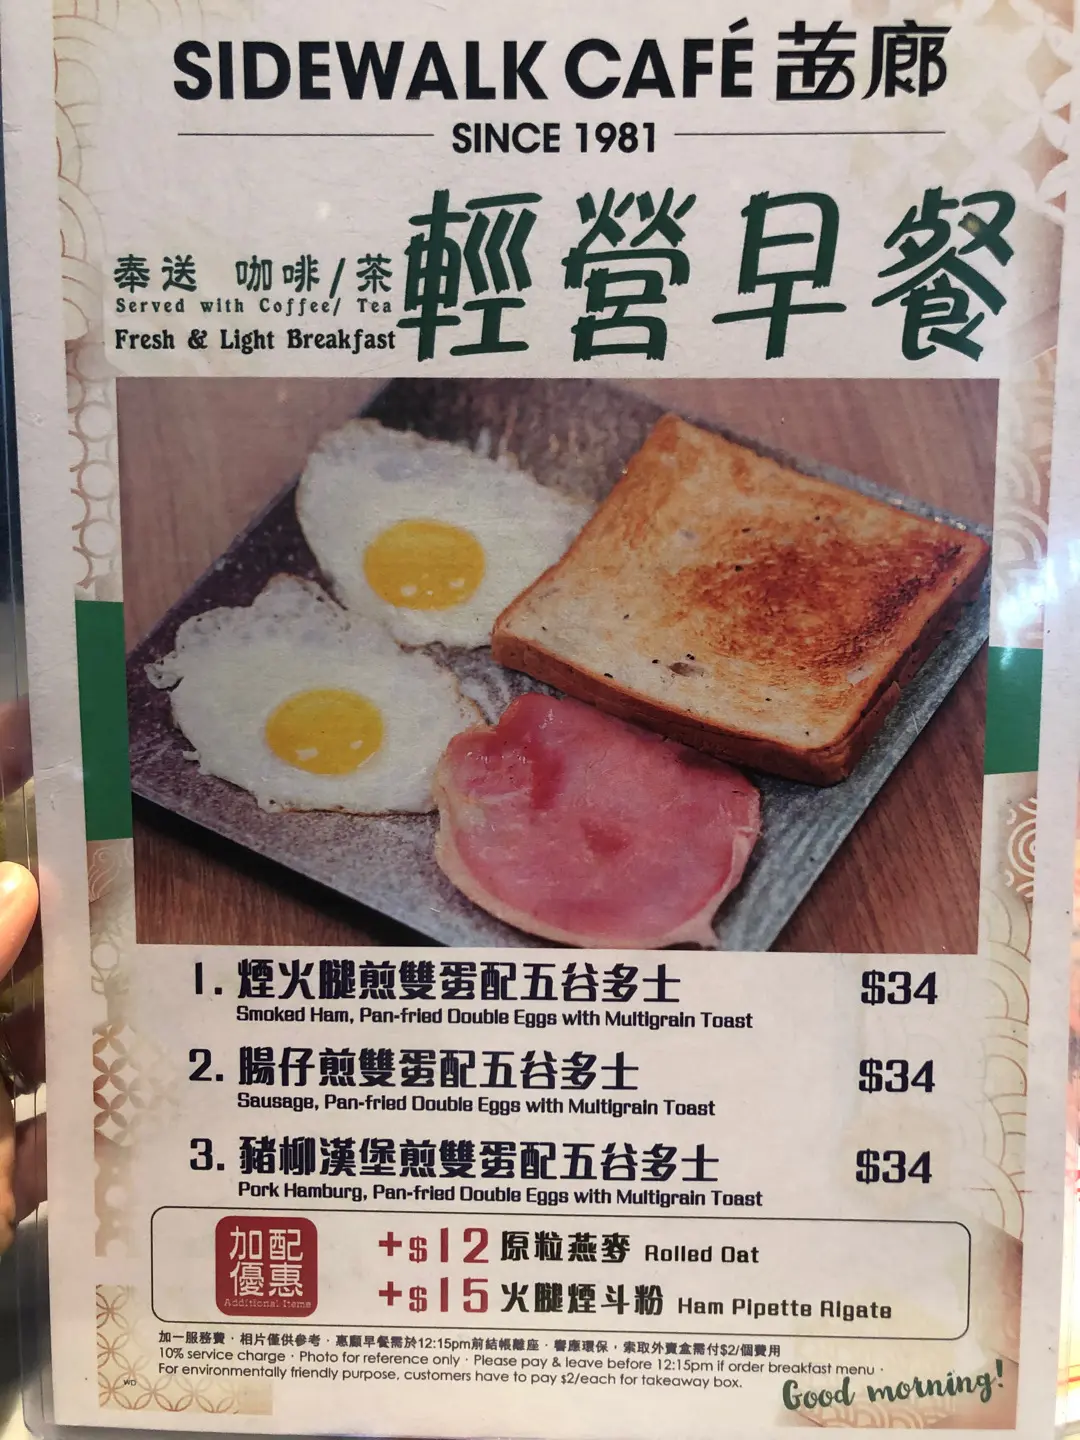 SIDEWALK CAFÉ 茵廊
SINCE 1981
輕營早餐
奉送 咖啡/茶
Served with Coffee/ Tea
Fresh & Light Breakfast
1. 煙火腿煎雙蛋配五谷多士 $34
Smoked Ham, Pan-fried Double Eggs with Multigrain Toast
2. 腸仔煎雙蛋配五谷多士 $34
Sausage, Pan-fried Double Eggs with Multigrain Toast
3. 豬柳漢堡煎雙蛋配五谷多士 $34
Pork Hamburg, Pan-fried Double Eggs with Multigrain Toast
加配
優惠
Additional Items
+$12 原粒燕麥 Rolled Oat
+$15 火腿煙斗粉 Ham Pipette Rigate
加一服務費．相片僅供參考．惠顧早餐需於12:15pm前結帳離座．響應環保，索取外賣盒需付$2/個費用
10% service charge · Photo for reference only · Please pay & leave before 12:15pm if order breakfast menu ·
For environmentally friendly purpose, customers have to pay $2/each for takeaway box.
WD
Good morning!